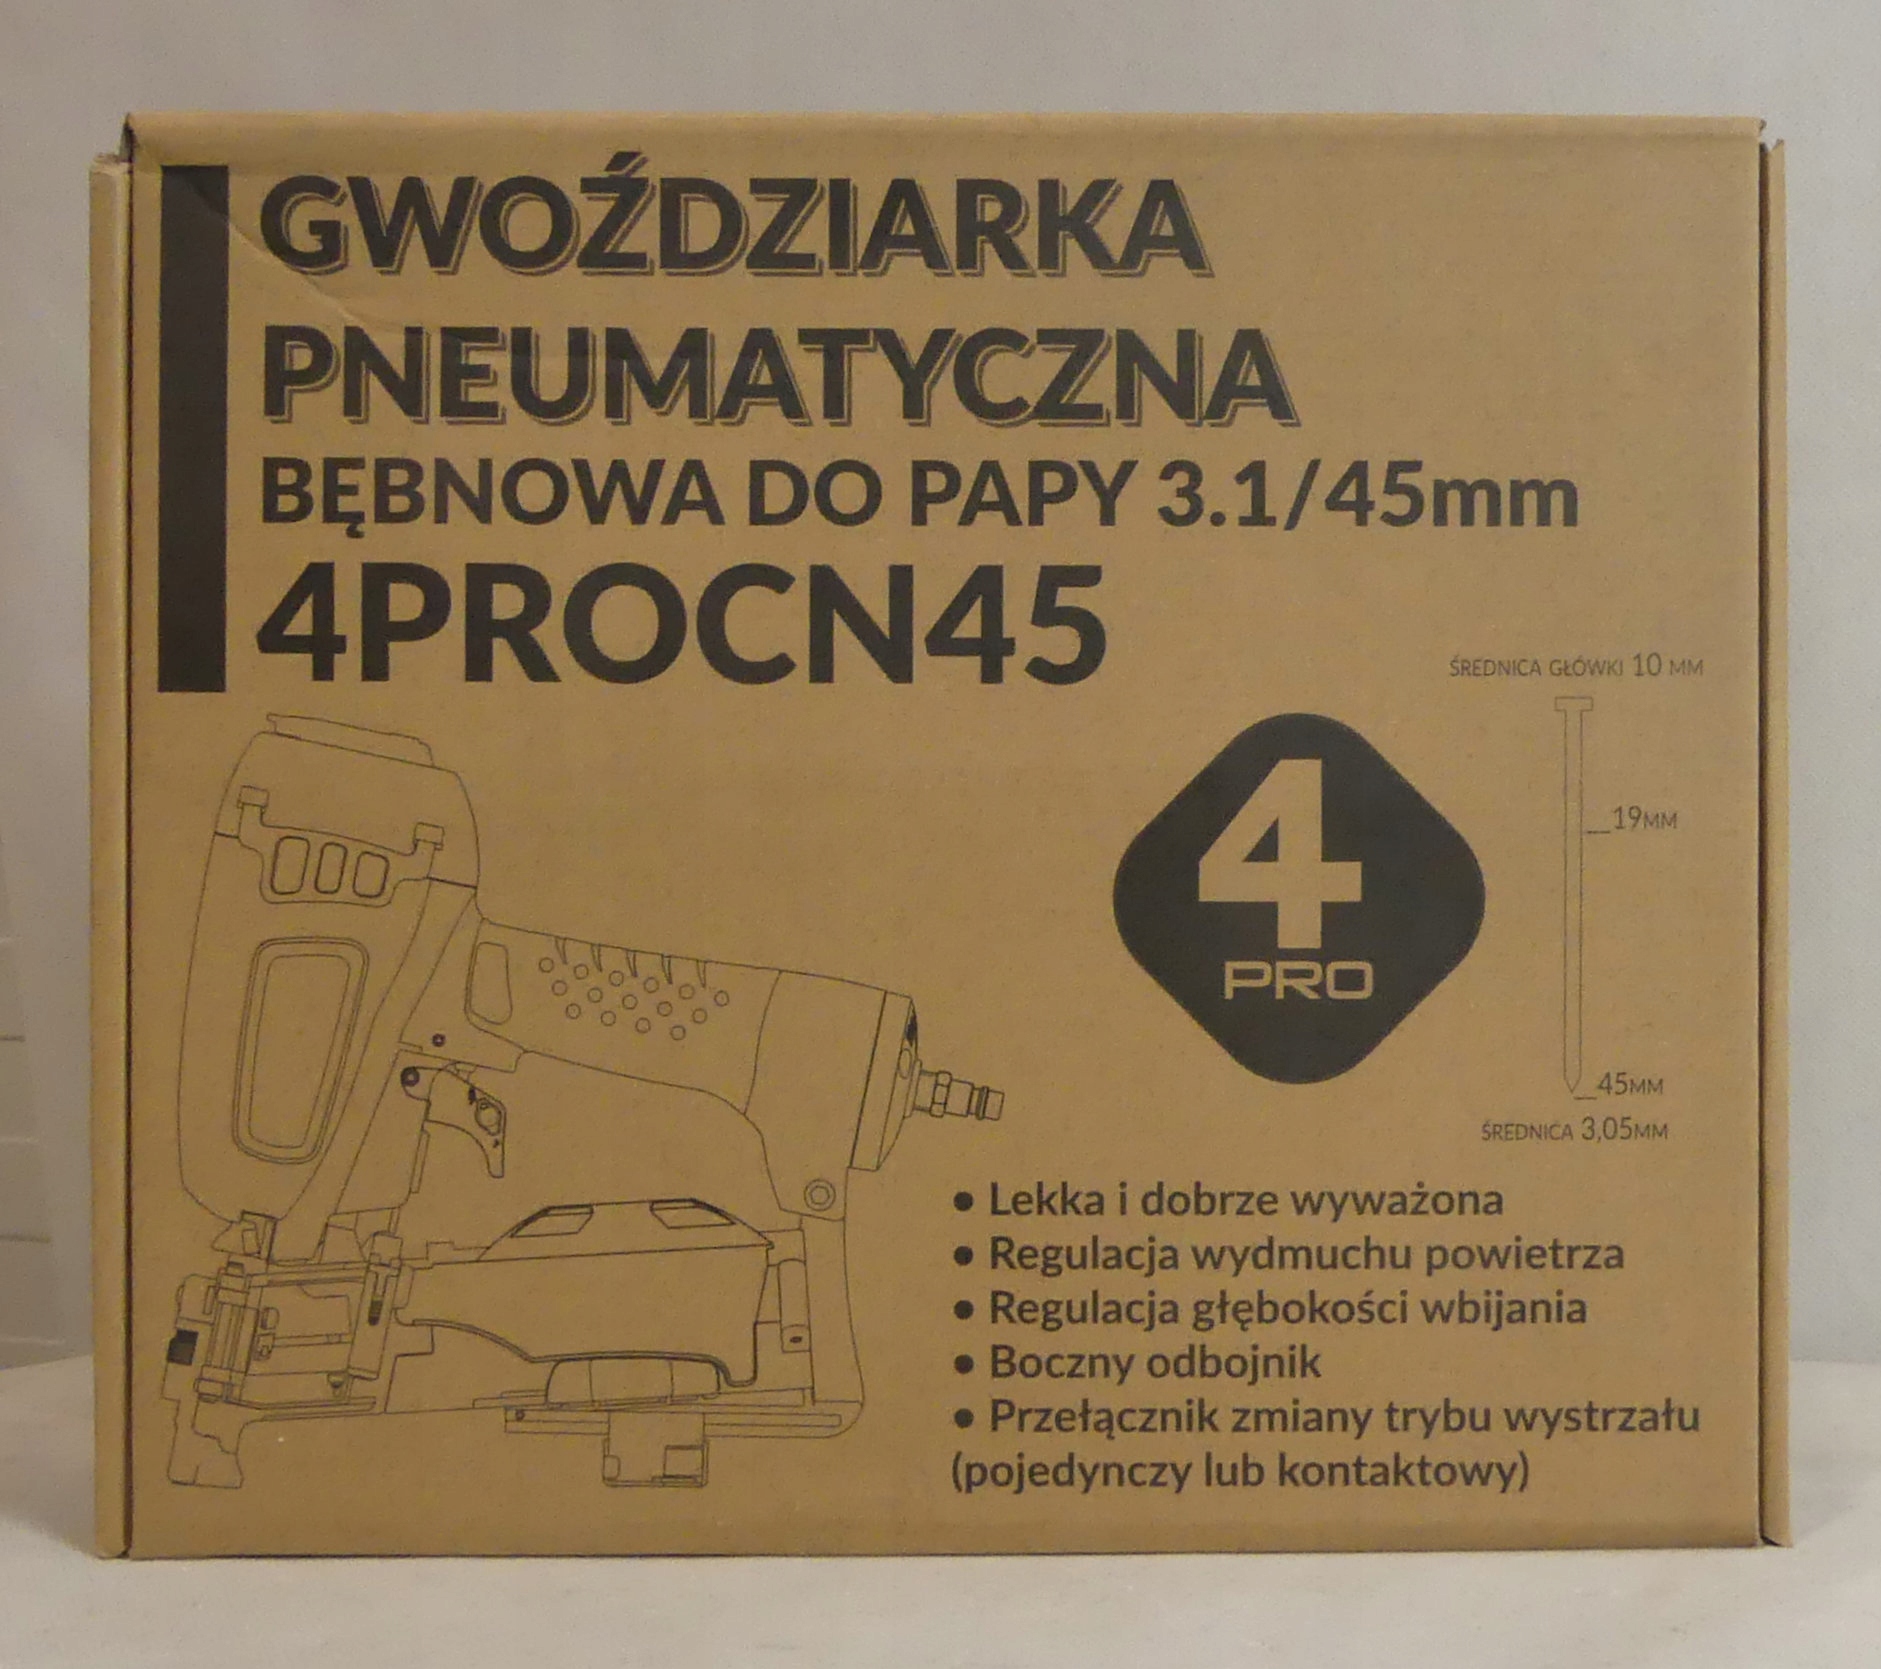 GWOŹDZIARKA
PNEUMATYCZNA
BĘBNOWA DO PAPY 3.1/45mm
4PROCN45
ŚREDNICA GŁÓWKI 10 MM
4
PRO
19MM
45MM
ŚREDNICA 3,05MM
• Lekka i dobrze wyważona
• Regulacja wydmuchu powietrza
• Regulacja głębokości wbijania
• Boczny odbojnik
• Przełącznik zmiany trybu wystrzału
(pojedynczy lub kontaktowy)